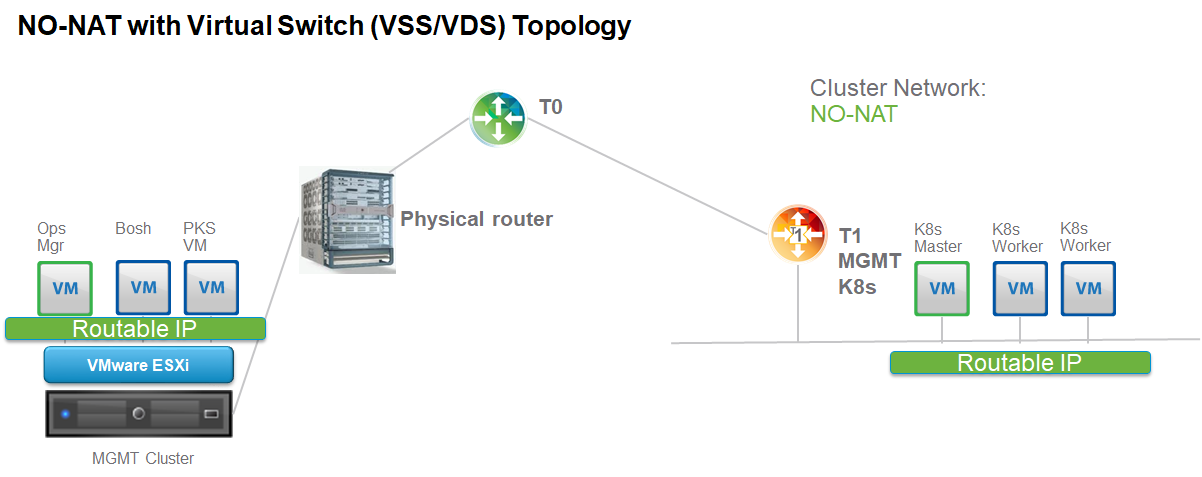 NO-NAT with Virtual Switch (VSS/VDS) Topology
Cluster Network:
NO-NAT
T0
Physical router
Ops
Mgr
Bosh
PKS
VM
VM
VM
VM
Routable IP
VMware ESXi
MGMT Cluster
T1
T1
MGMT
K8s
K8s
Master
K8s
Worker
K8s
Worker
VM
VM
VM
Routable IP